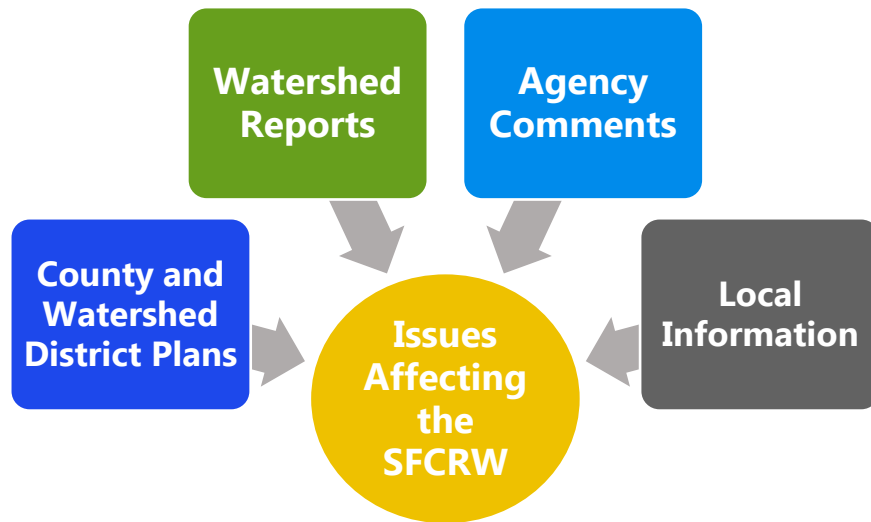 Watershed
Reports
Agency
Comments
County and
Watershed
District Plans
Local
Information
Issues
Affecting
the
SFCRW